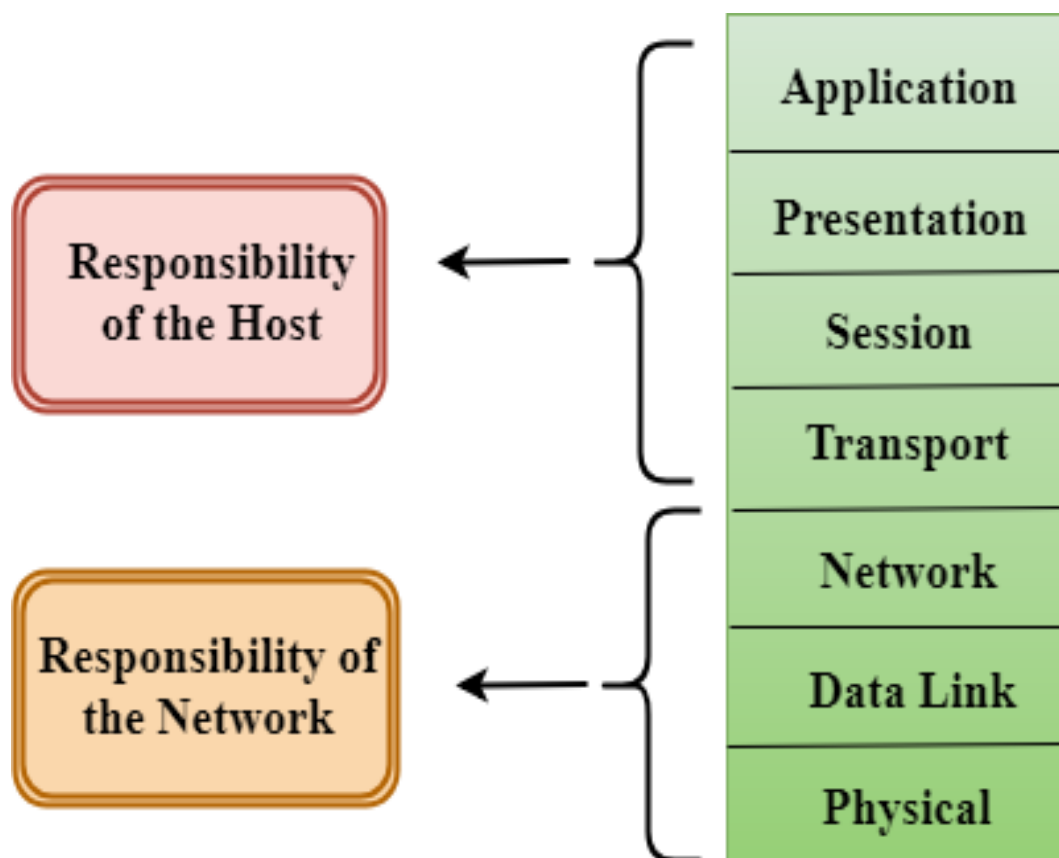 Application
Presentation
Session
Transport
Network
Data Link
Physical
Responsibility
of the Host
Responsibility of
the Network